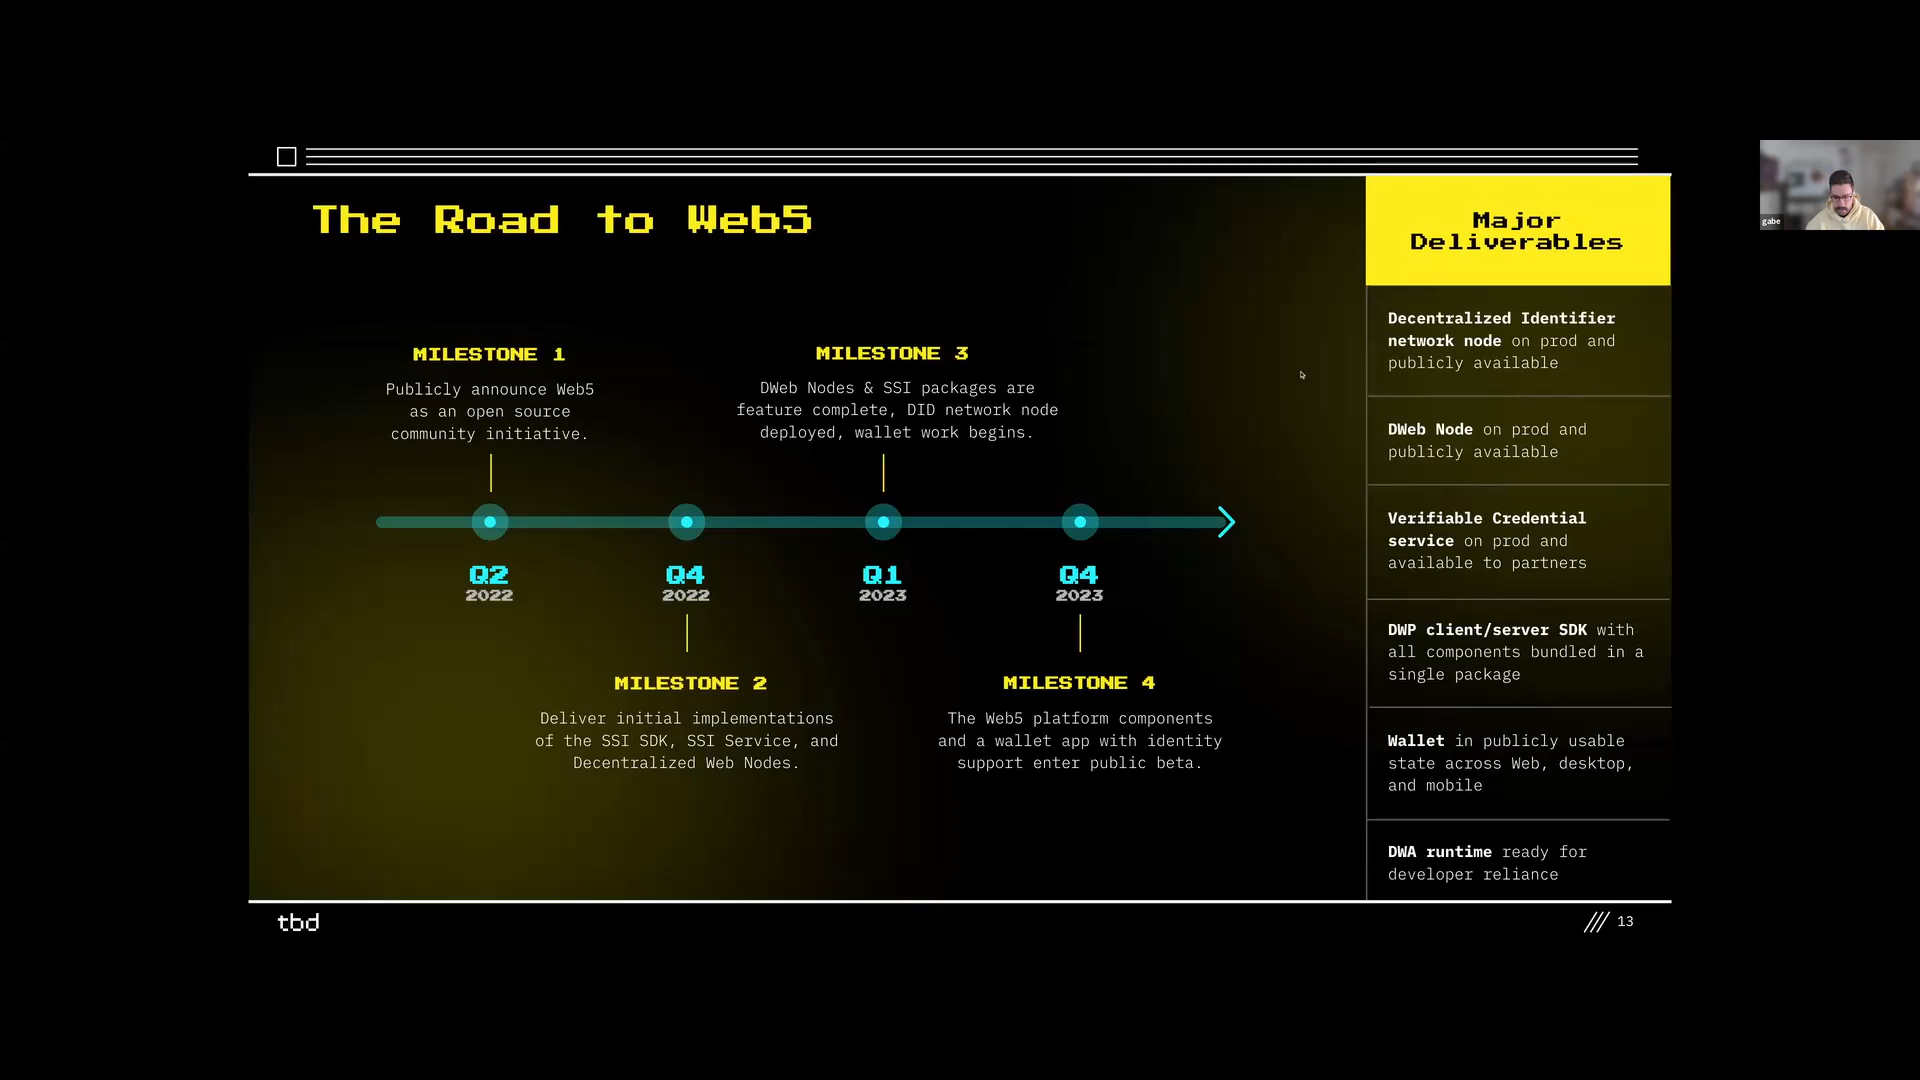 The Road to Web5
MILESTONE 1
Publicly announce Web5
as an open source
community initiative.
MILESTONE 3
DWeb Nodes & SSI packages are
feature complete, DID network node
deployed, wallet work begins.
Q2
2022
Q4
2022
Q1
2023
Q4
2023
MILESTONE 2
Deliver initial implementations
of the SSI SDK, SSI Service, and
Decentralized Web Nodes.
MILESTONE 4
The Web5 platform components
and a wallet app with identity
support enter public beta.
Major
Deliverables
Decentralized Identifier
network node on prod and
publicly available
DWeb Node on prod and
publicly available
Verifiable Credential
service on prod and
available to partners
DWP client/server SDK with
all components bundled in a
single package
Wallet in publicly usable
state across Web, desktop,
and mobile
DWA runtime ready for
developer reliance
tbd
13
gabe